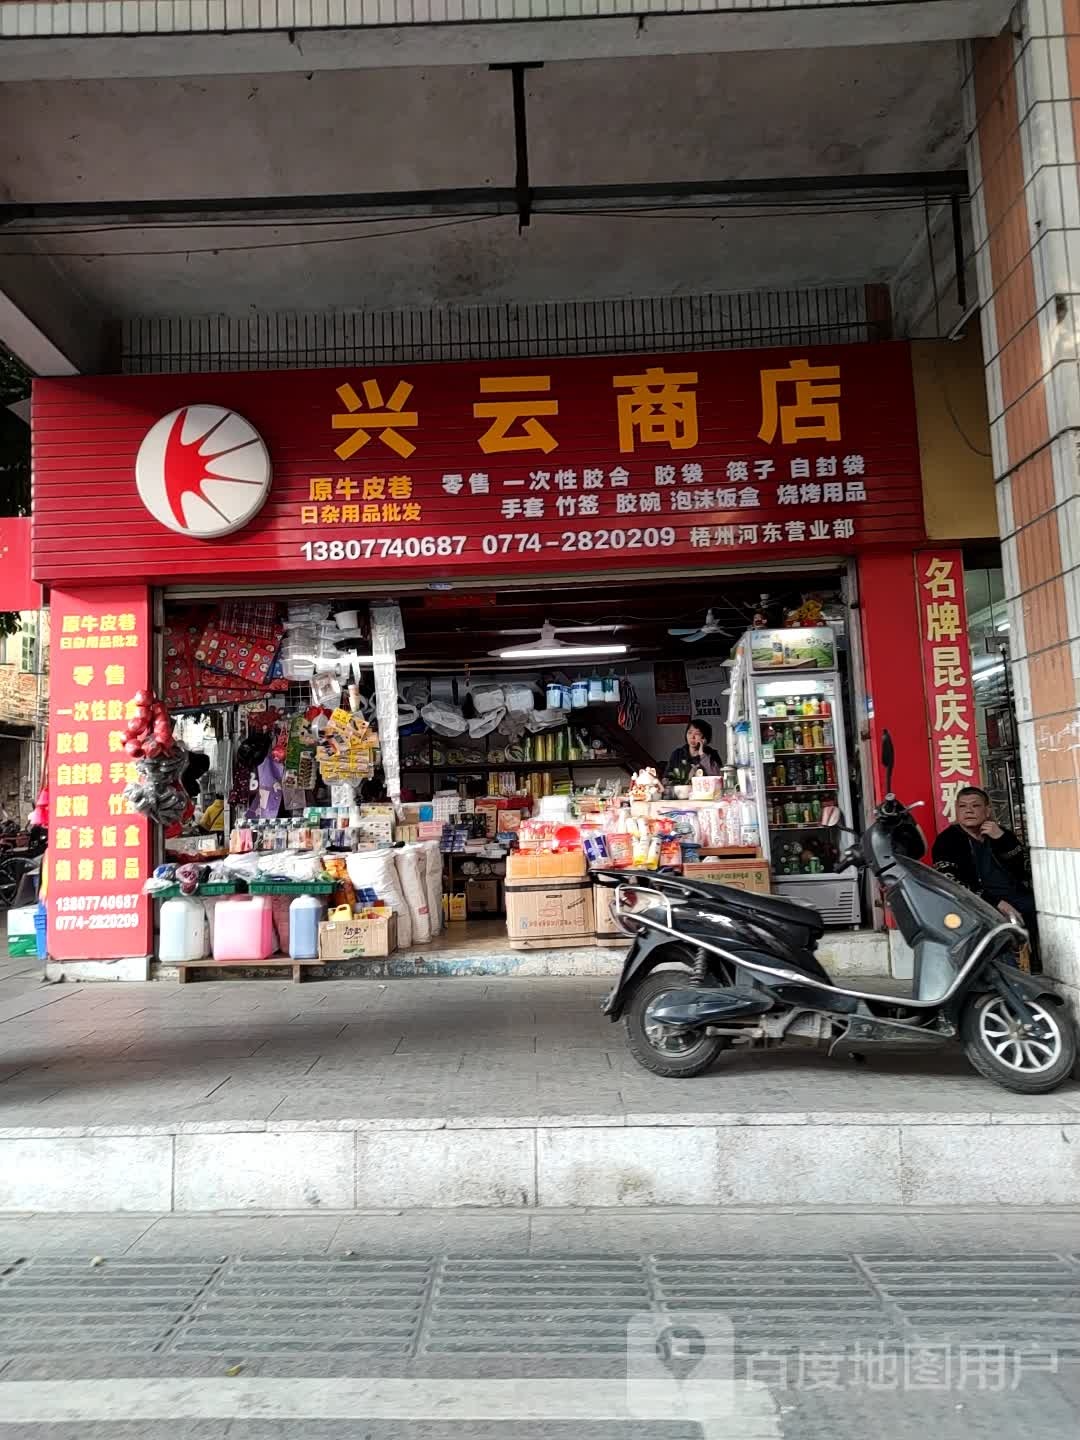 兴云商店
原牛皮巷
日杂用品批发
零售 一次性胶合 胶袋 筷子 自封袋
手套 竹签 胶碗 泡沫饭盒 烧烤用品
13807740687 0774-2820209 梧州河东营业部
原牛皮巷
日杂用品批发
零售
一次性胶合
胶袋
自封袋 手套
胶碗 竹签
泡沫饭盒
烧烤用品
13807740687
0774-2820209
名牌昆庆美雅
百度地图用户